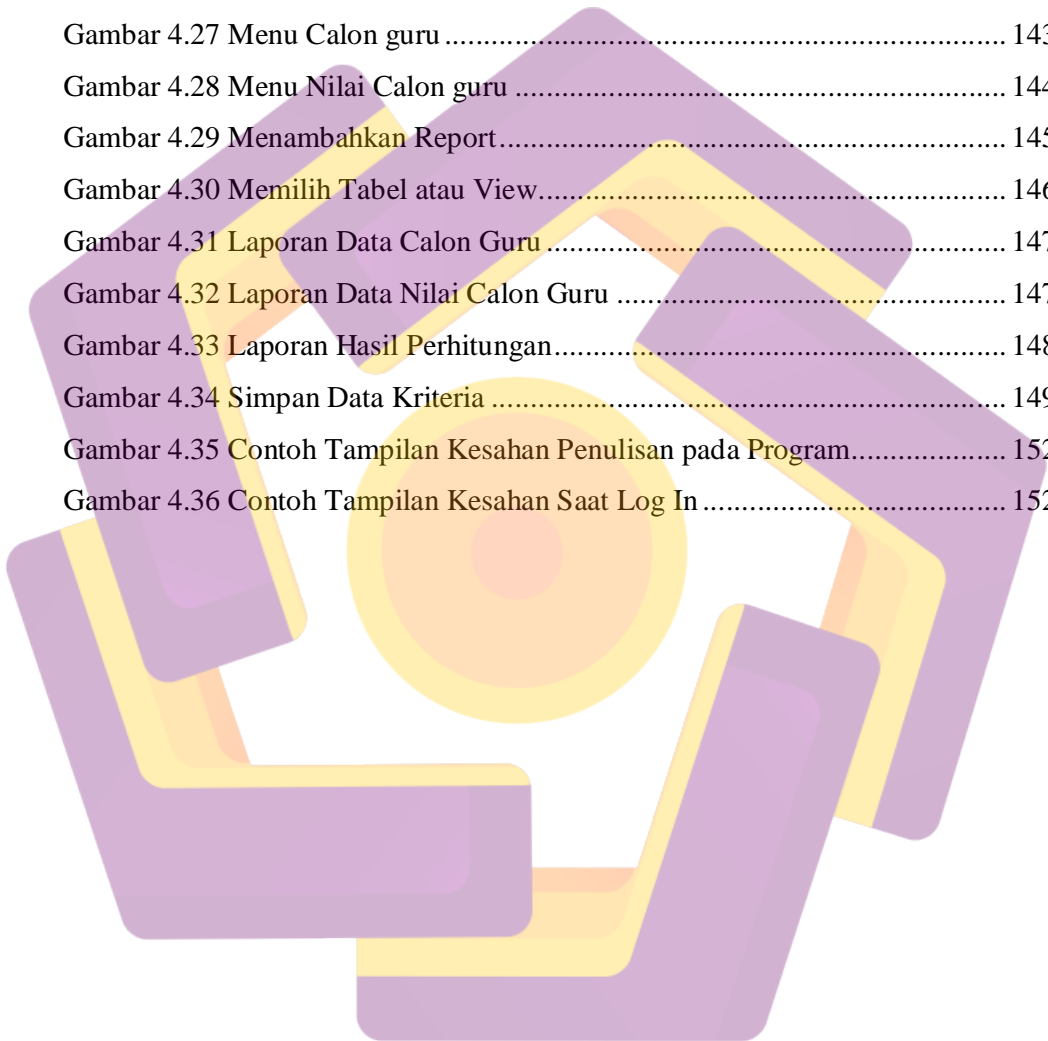 Gambar 4.27 Menu Calon guru ........................................................................ 143
Gambar 4.28 Menu Nilai Calon guru ............................................................... 144
Gambar 4.29 Menambahkan Report ................................................................. 145
Gambar 4.30 Memilih Tabel atau View............................................................ 146
Gambar 4.31 Laporan Data Calon Guru ........................................................... 147
Gambar 4.32 Laporan Data Nilai Calon Guru .................................................. 147
Gambar 4.33 Laporan Hasil Perhitungan.......................................................... 148
Gambar 4.34 Simpan Data Kriteria .................................................................. 149
Gambar 4.35 Contoh Tampilan Kesahan Penulisan pada Program.................... 152
Gambar 4.36 Contoh Tampilan Kesahan Saat Log In ....................................... 152